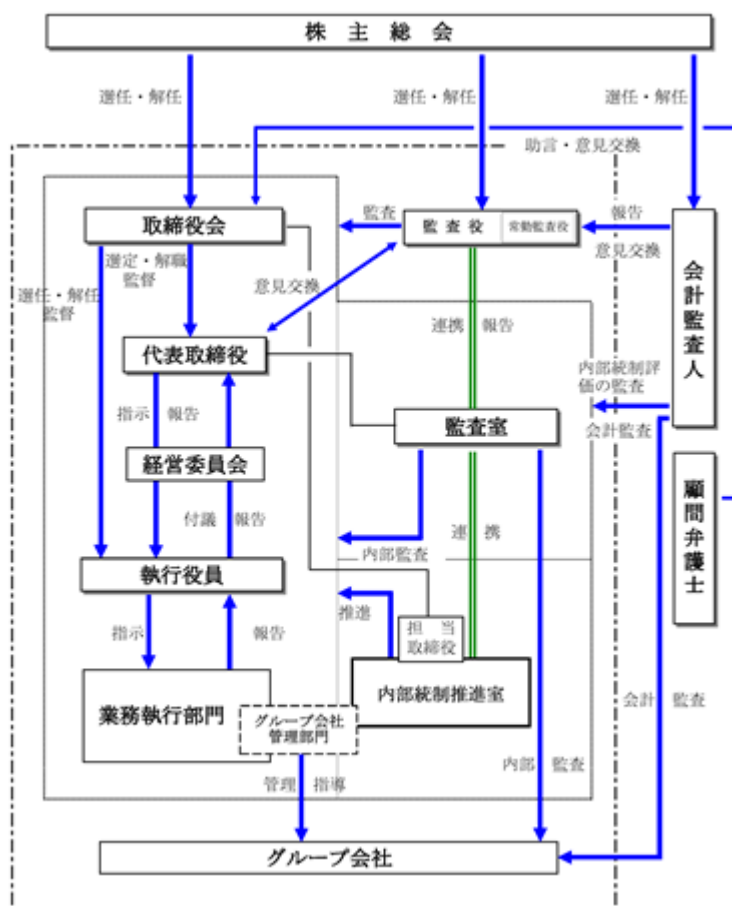 株主総会
選任・解任
選任・解任
選任・解任
助言・意見交換
取締役会
監査
監査役
常勤監査役
報告
意見交換
会計監査人
選定・解職
監督
選任・解任
監督
意見交換
連携
報告
代表取締役
内部統制評
価の監査
指示
報告
監査室
会計監査
経営委員会
顧問弁護士
付議
報告
連携
内部監査
執行役員
推進
担当
取締役
指示
報告
内部統制推進室
業務執行部門
グループ会社
管理部門
会計
監査
内部
監査
管理
指導
グループ会社